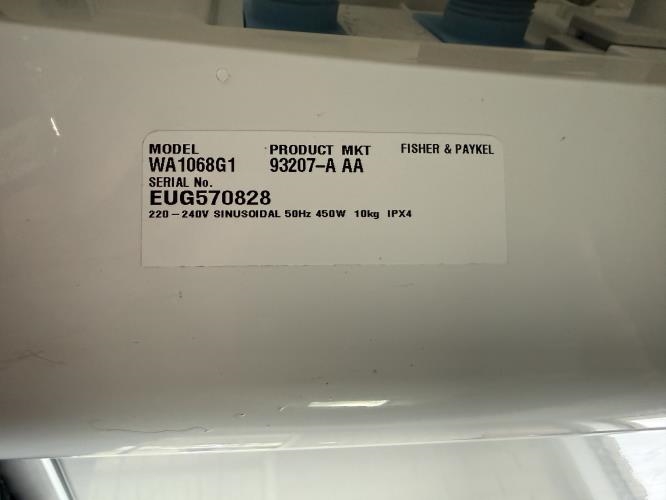 MODEL PRODUCT MKT FISHER & PAYKEL
WA1068G1 93207-A AA
SERIAL No.
EUG570828
220-240V SINUSOIDAL 50Hz 450W 10kg IPX4